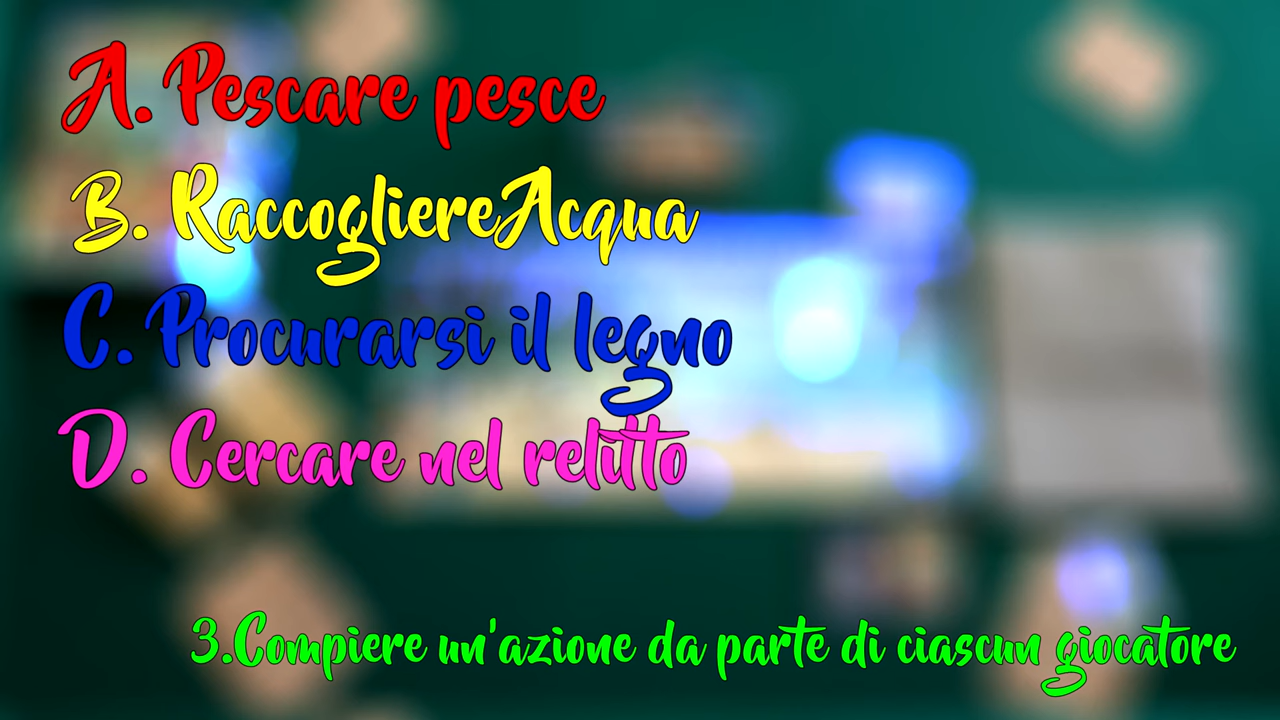 A. Pescare pesce
B. RaccogliereAcqua
C. Procurarsi il legno
D. Cercare nel relitto
3.Compiere un'azione da parte di ciascun giocatore